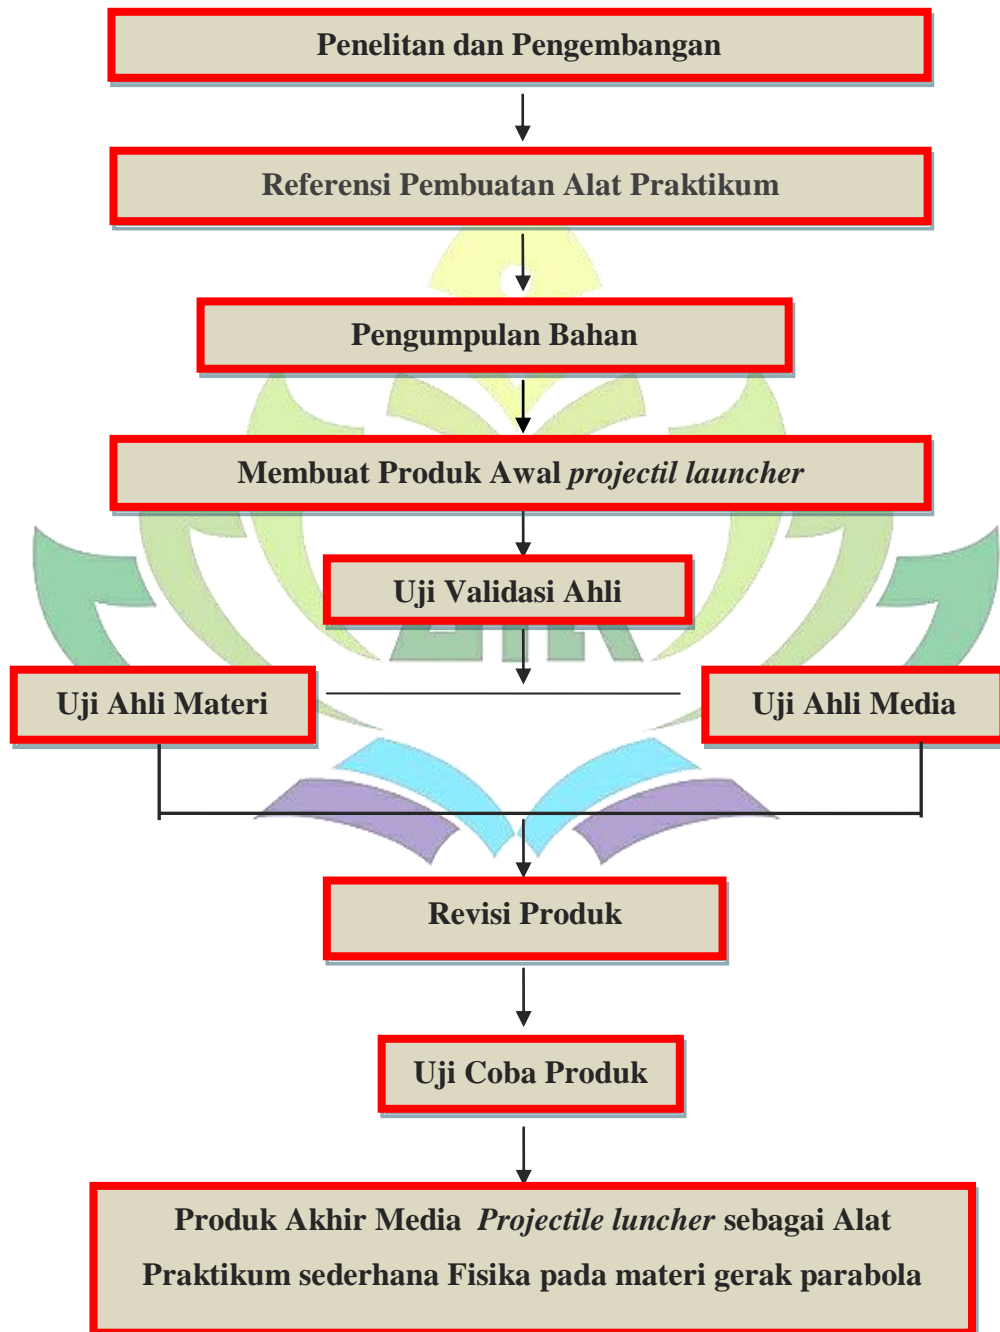 Penelitan dan Pengembangan
Referensi Pembuatan Alat Praktikum
Pengumpulan Bahan
Membuat Produk Awal projectil launcher
Uji Validasi Ahli
Uji Ahli Materi
Uji Ahli Media
Revisi Produk
Uji Coba Produk
Produk Akhir Media Projectile luncher sebagai Alat
Praktikum sederhana Fisika pada materi gerak parabola